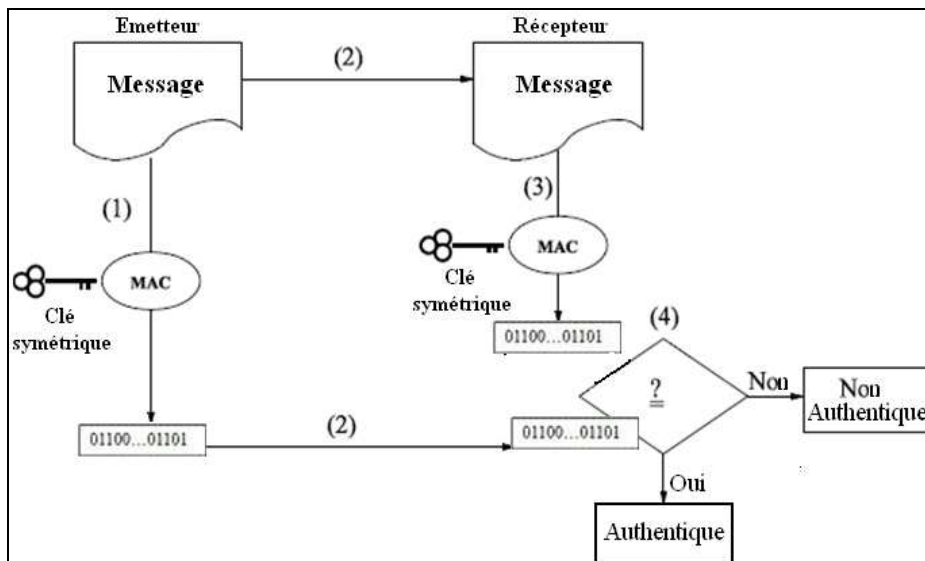 Emetteur
Récepteur
(2)
Message
Message
(1)
(3)
MAC
MAC
Clé
symétrique
Clé
symétrique
01100...01101
(4)
?
Non
Non
Authentique
01100...01101
(2)
01100...01101
Oui
Authentique